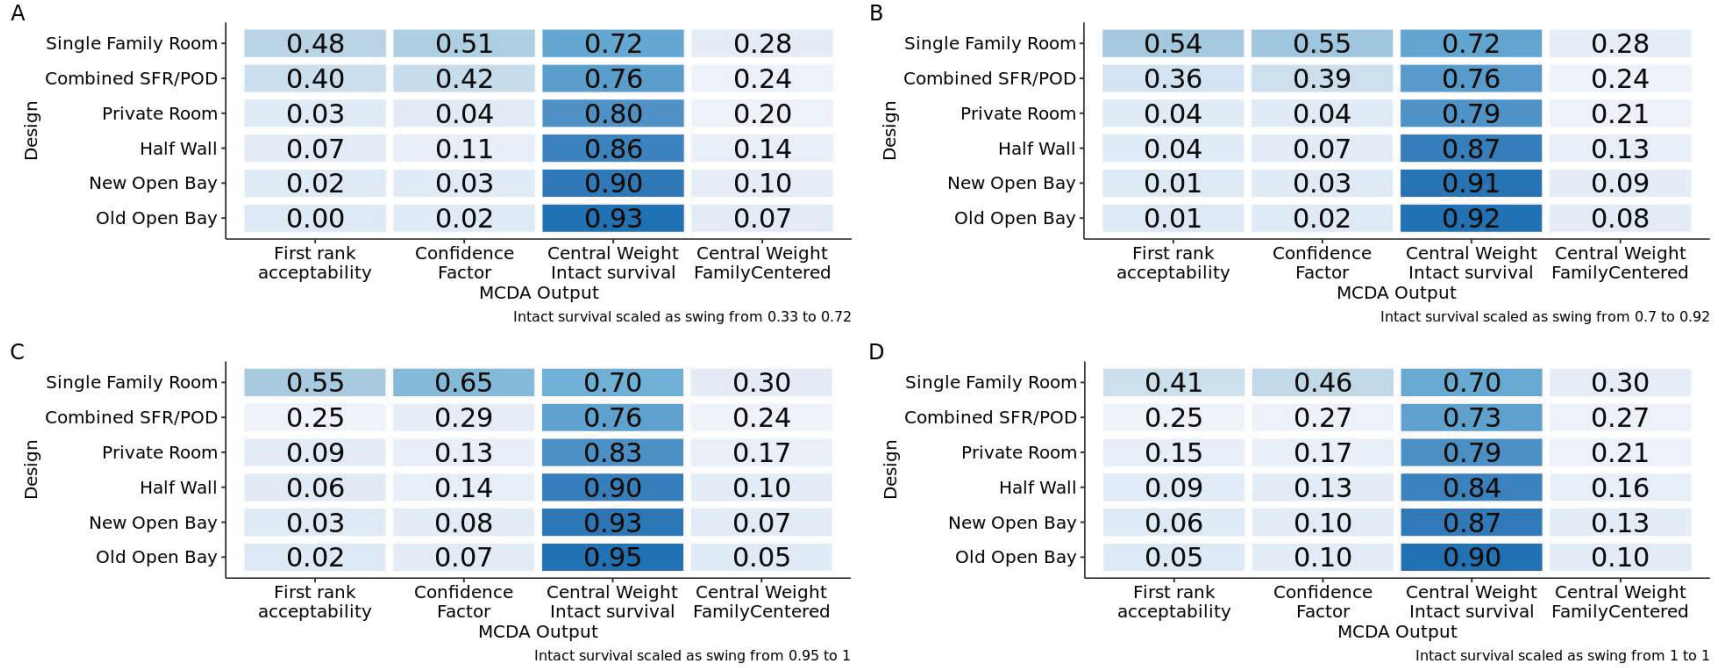 A
Design
Single Family Room 0.48 0.51 0.72 0.28
Combined SFR/POD 0.40 0.42 0.76 0.24
Private Room 0.03 0.04 0.80 0.20
Half Wall 0.07 0.11 0.86 0.14
New Open Bay 0.02 0.03 0.90 0.10
Old Open Bay 0.00 0.02 0.93 0.07
First rank Confidence Central Weight Central Weight
acceptability Factor Intact survival FamilyCentered
MCDA Output
Intact survival scaled as swing from 0.33 to 0.72
B
Design
Single Family Room 0.54 0.55 0.72 0.28
Combined SFR/POD 0.36 0.39 0.76 0.24
Private Room 0.04 0.04 0.79 0.21
Half Wall 0.04 0.07 0.87 0.13
New Open Bay 0.01 0.03 0.91 0.09
Old Open Bay 0.01 0.02 0.92 0.08
First rank Confidence Central Weight Central Weight
acceptability Factor Intact survival FamilyCentered
MCDA Output
Intact survival scaled as swing from 0.7 to 0.92
C
Design
Single Family Room 0.55 0.65 0.70 0.30
Combined SFR/POD 0.25 0.29 0.76 0.24
Private Room 0.09 0.13 0.83 0.17
Half Wall 0.06 0.14 0.90 0.10
New Open Bay 0.03 0.08 0.93 0.07
Old Open Bay 0.02 0.07 0.95 0.05
First rank Confidence Central Weight Central Weight
acceptability Factor Intact survival FamilyCentered
MCDA Output
Intact survival scaled as swing from 0.95 to 1
D
Design
Single Family Room 0.41 0.46 0.70 0.30
Combined SFR/POD 0.25 0.27 0.73 0.27
Private Room 0.15 0.17 0.79 0.21
Half Wall 0.09 0.13 0.84 0.16
New Open Bay 0.06 0.10 0.87 0.13
Old Open Bay 0.05 0.10 0.90 0.10
First rank Confidence Central Weight Central Weight
acceptability Factor Intact survival FamilyCentered
MCDA Output
Intact survival scaled as swing from 1 to 1